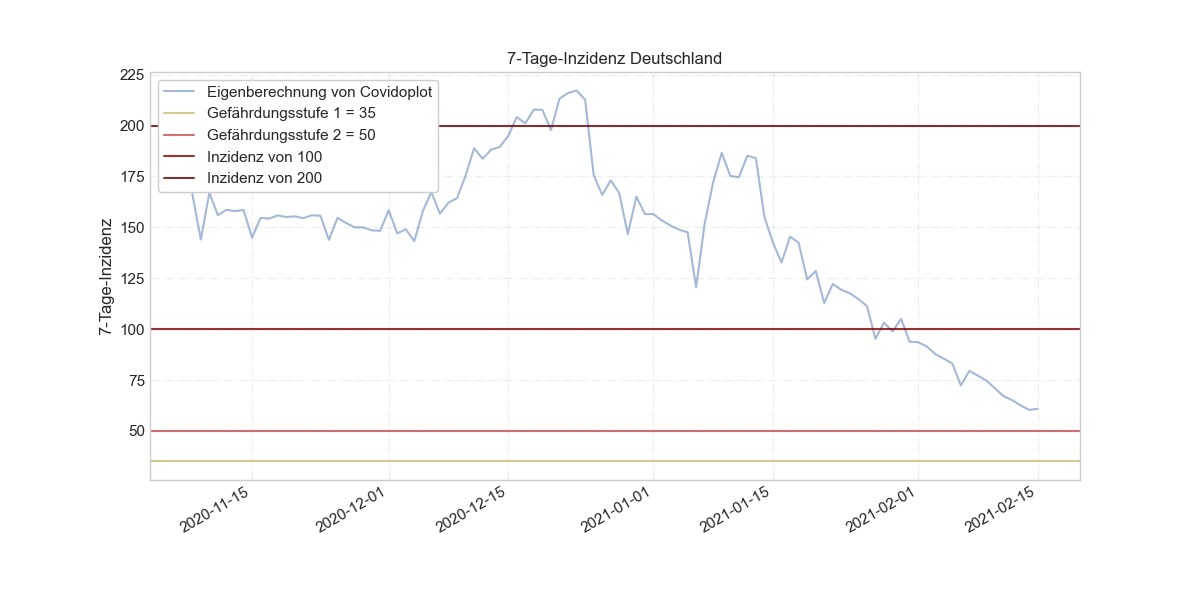 7-Tage-Inzidenz Deutschland
225
200
175
150
125
100
75
50
7-Tage-Inzidenz
Eigenberechnung von Covidoplot
Gefährdungsstufe 1 = 35
Gefährdungsstufe 2 = 50
Inzidenz von 100
Inzidenz von 200
2020-11-15
2020-12-01
2020-12-15
2021-01-01
2021-01-15
2021-02-01
2021-02-15